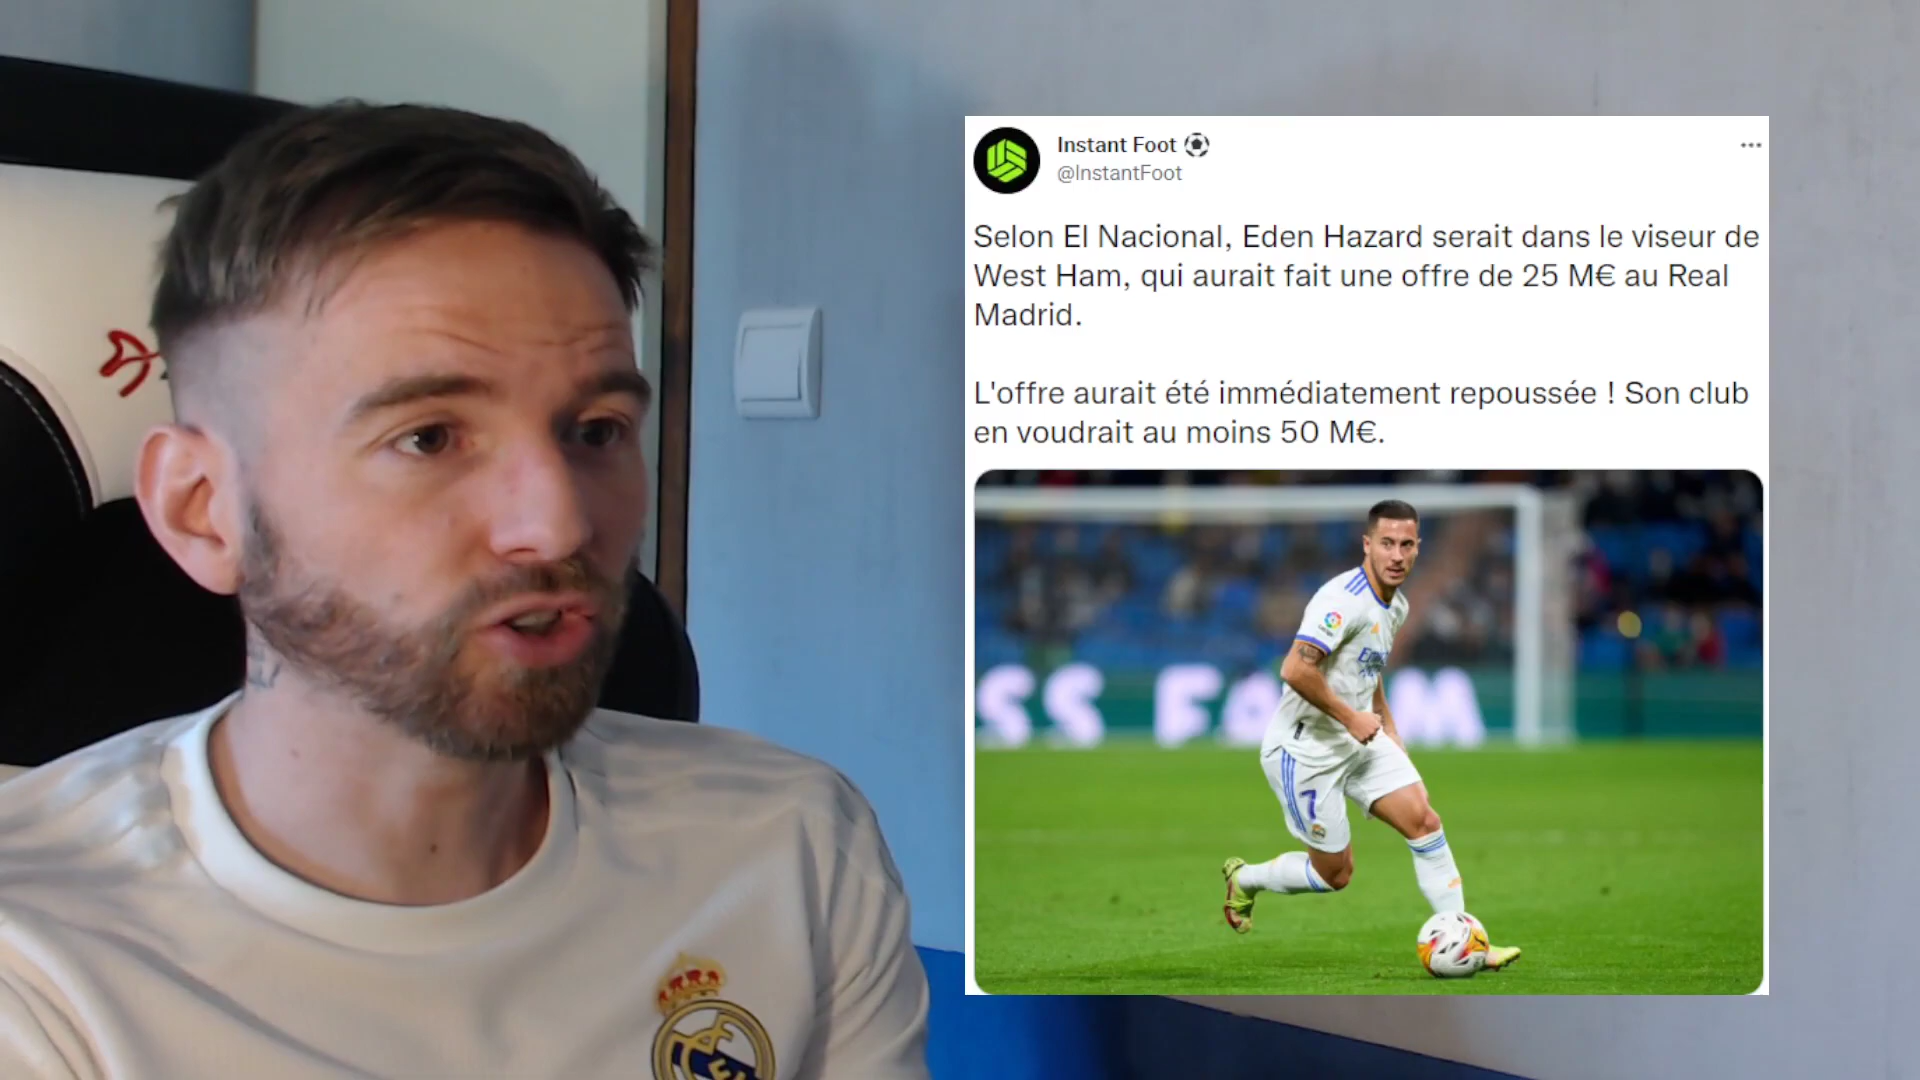 Instant Foot
@InstantFoot
Selon El Nacional, Eden Hazard serait dans le viseur de
West Ham, qui aurait fait une offre de 25 M€ au Real
Madrid.
L'offre aurait été immédiatement repoussée ! Son club
en voudrait au moins 50 M€.
7